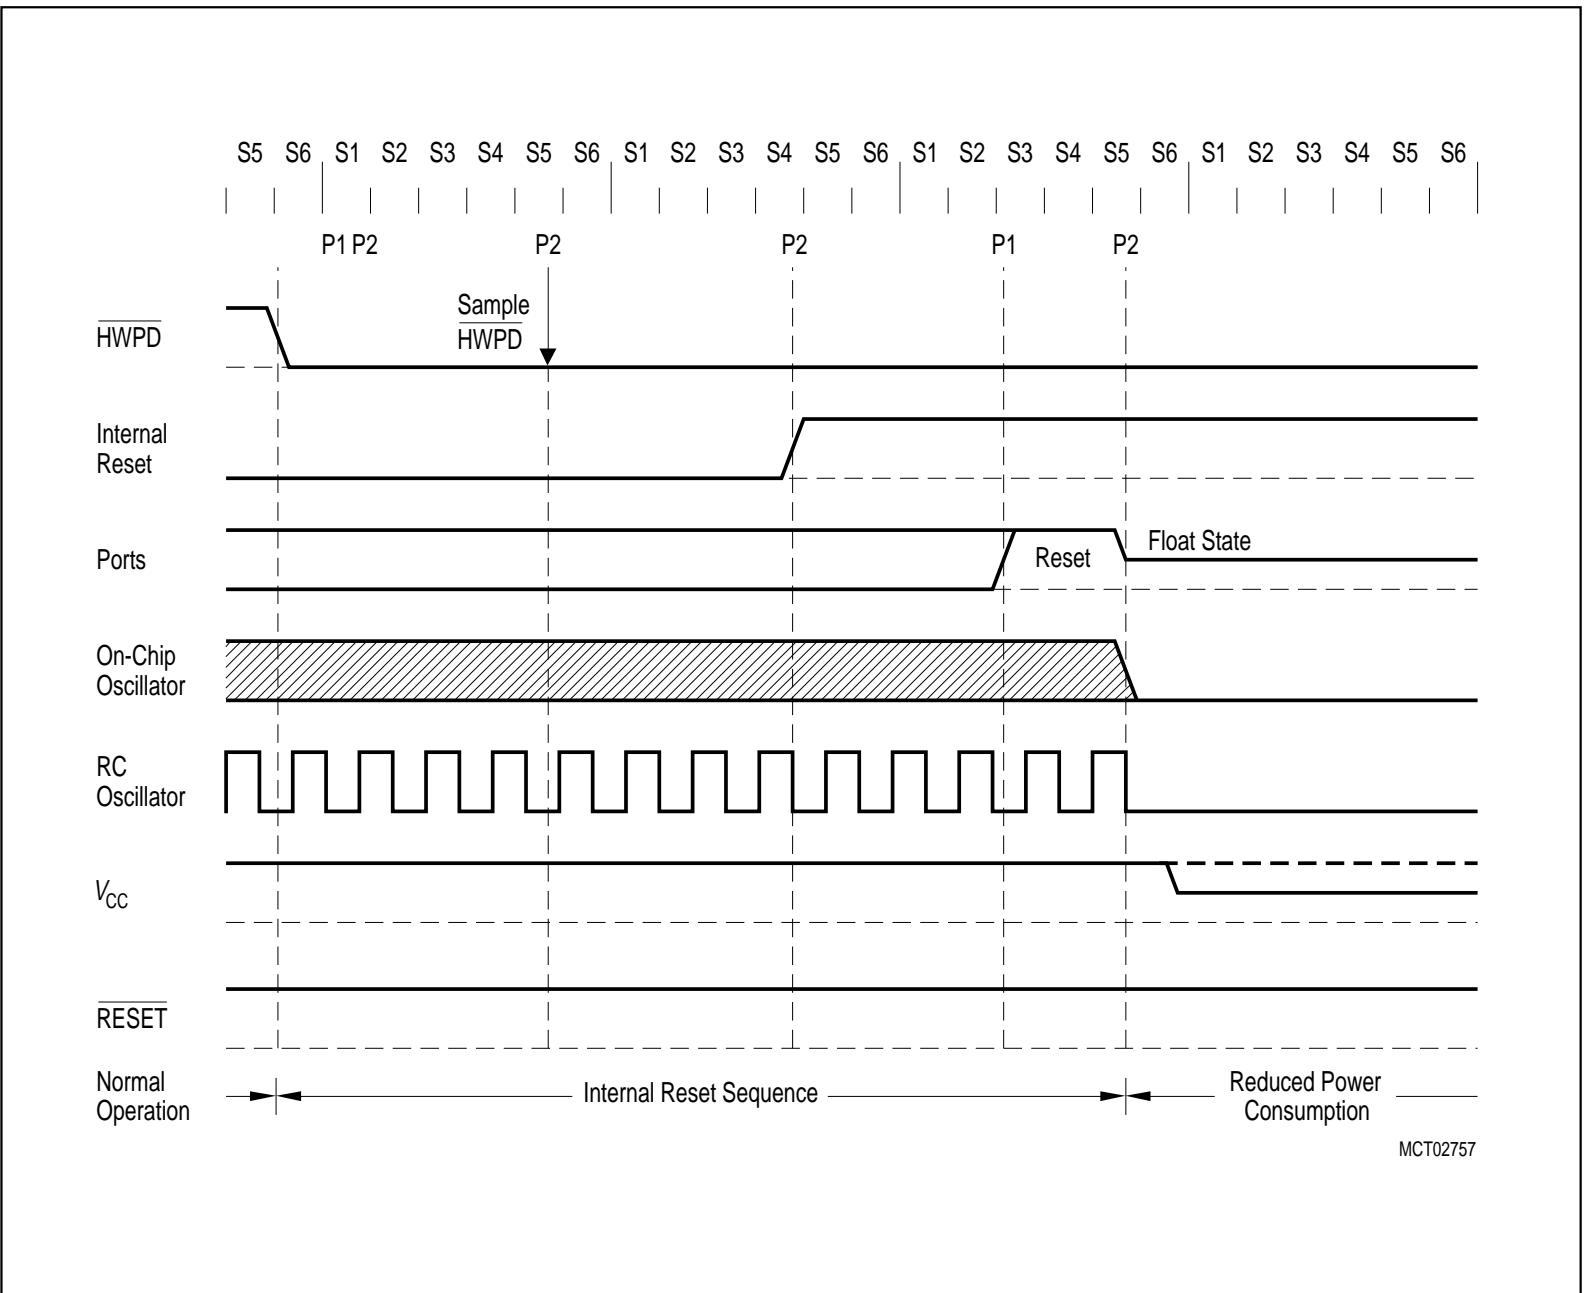 S5 S6 S1 S2 S3 S4 S5 S6 S1 S2 S3 S4 S5 S6 S1 S2 S3 S4 S5 S6 S1 S2 S3 S4 S5 S6
P1 P2 P2 P2 P1 P2
HWPD
Sample
HWPD
Internal
Reset
Ports
Reset
Float State
On-Chip
Oscillator
RC
Oscillator
VCC
RESET
Normal
Operation
Internal Reset Sequence
Reduced Power
Consumption
MCT02757